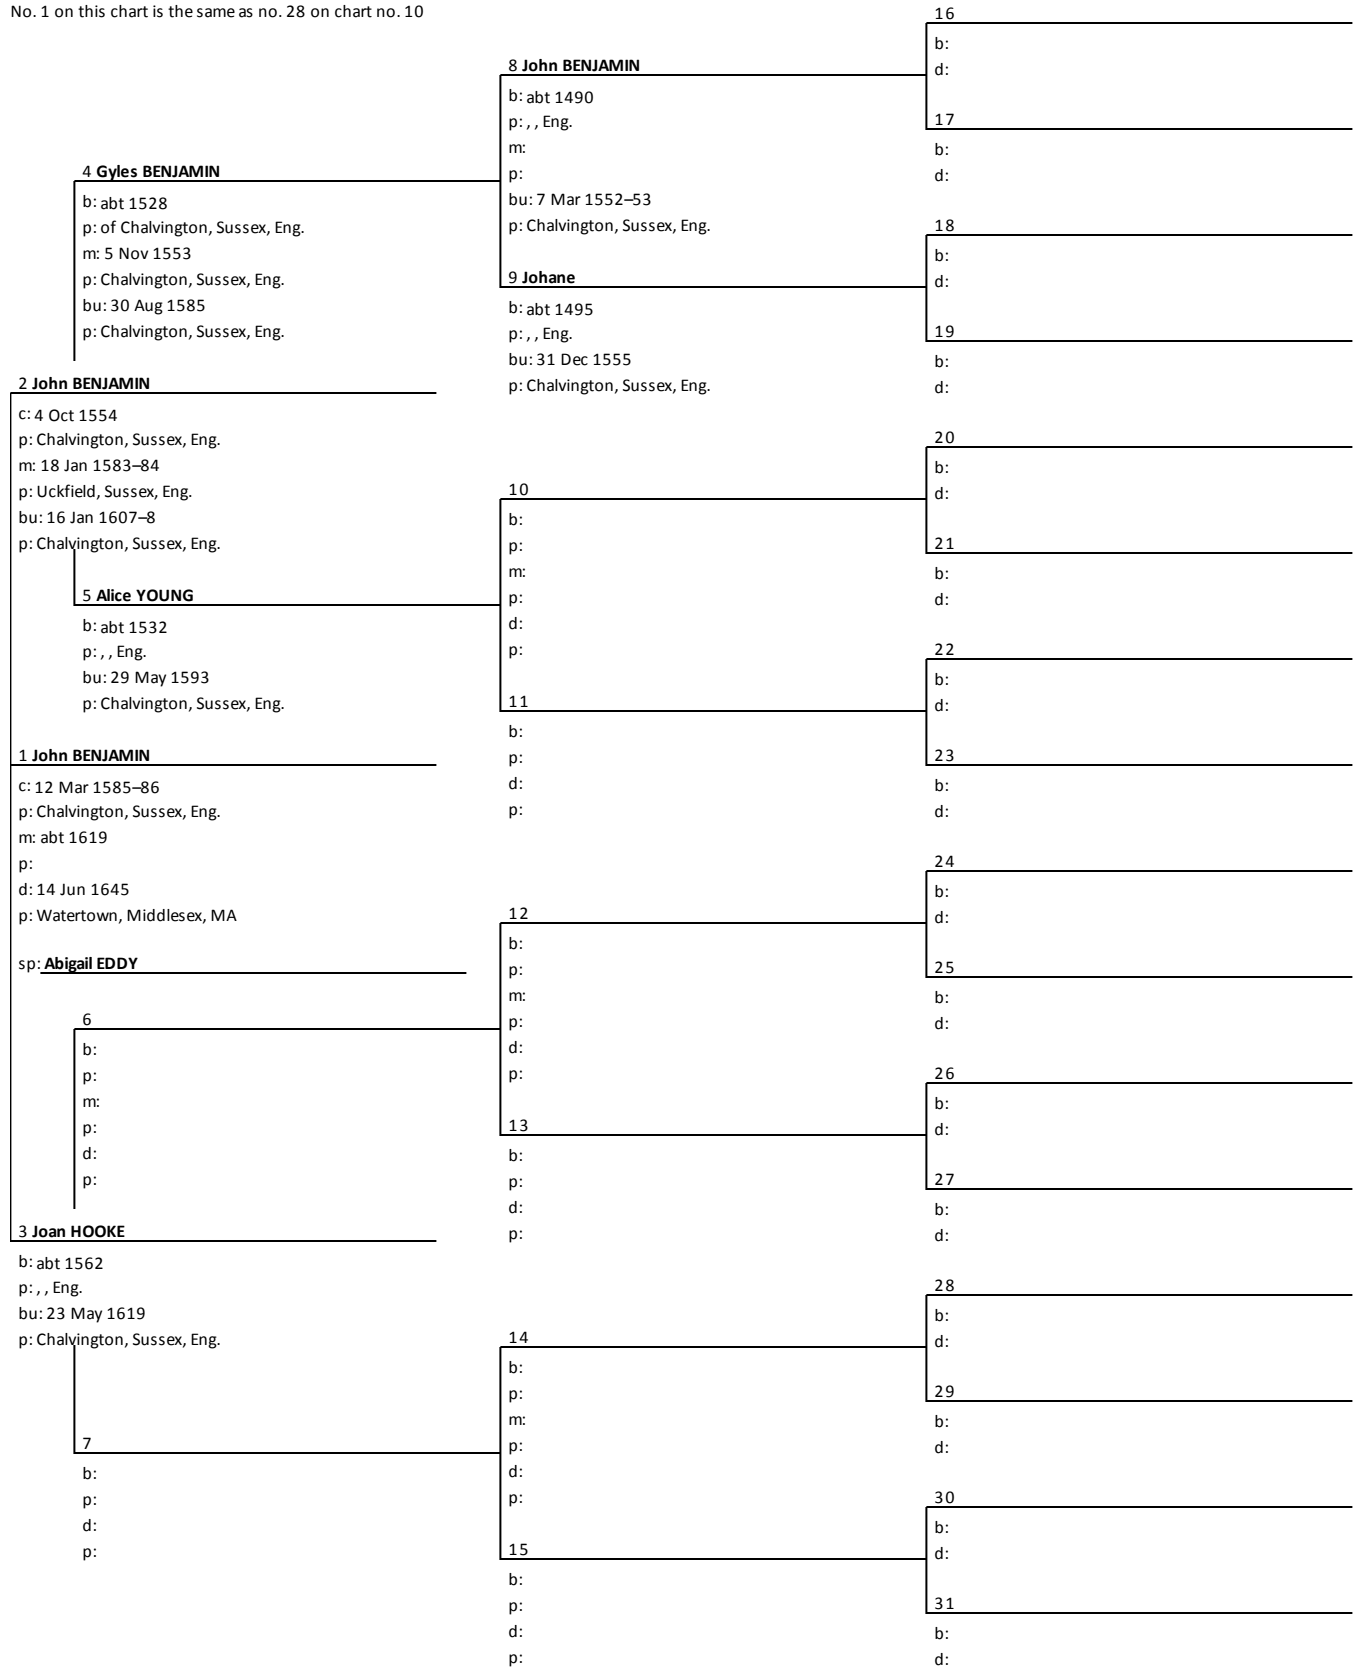 No. 1 on this chart is the same as no. 28 on chart no. 10
2 John BENJAMIN
c: 4 Oct 1554
p: Chalvington, Sussex, Eng.
m: 18 Jan 1583–84
p: Uckfield, Sussex, Eng.
bu: 16 Jan 1607–8
p: Chalvington, Sussex, Eng.
1 John BENJAMIN
c: 12 Mar 1585–86
p: Chalvington, Sussex, Eng.
m: abt 1619
p:
d: 14 Jun 1645
p: Watertown, Middlesex, MA
sp: Abigail EDDY
3 Joan HOOKE
b: abt 1562
p: , , Eng.
bu: 23 May 1619
p: Chalvington, Sussex, Eng.
4 Gyles BENJAMIN
b: abt 1528
p: of Chalvington, Sussex, Eng.
m: 5 Nov 1553
p: Chalvington, Sussex, Eng.
bu: 30 Aug 1585
p: Chalvington, Sussex, Eng.
5 Alice YOUNG
b: abt 1532
p: , , Eng.
bu: 29 May 1593
p: Chalvington, Sussex, Eng.
6
b:
p:
m:
p:
d:
p:
7
b:
p:
d:
p:
8 John BENJAMIN
b: abt 1490
p: , , Eng.
m:
p:
bu: 7 Mar 1552–53
p: Chalvington, Sussex, Eng.
9 Johane
b: abt 1495
p: , , Eng.
bu: 31 Dec 1555
p: Chalvington, Sussex, Eng.
10
b:
p:
m:
p:
d:
p:
11
b:
p:
d:
p:
12
b:
p:
m:
p:
d:
p:
13
b:
p:
d:
p:
14
b:
p:
m:
p:
d:
p:
15
b:
p:
d:
p:
16
b:
d:
17
b:
d:
18
b:
d:
19
b:
d:
20
b:
d:
21
b:
d:
22
b:
d:
23
b:
d:
24
b:
d:
25
b:
d:
26
b:
d:
27
b:
d:
28
b:
d:
29
b:
d:
30
b:
d:
31
b:
d: